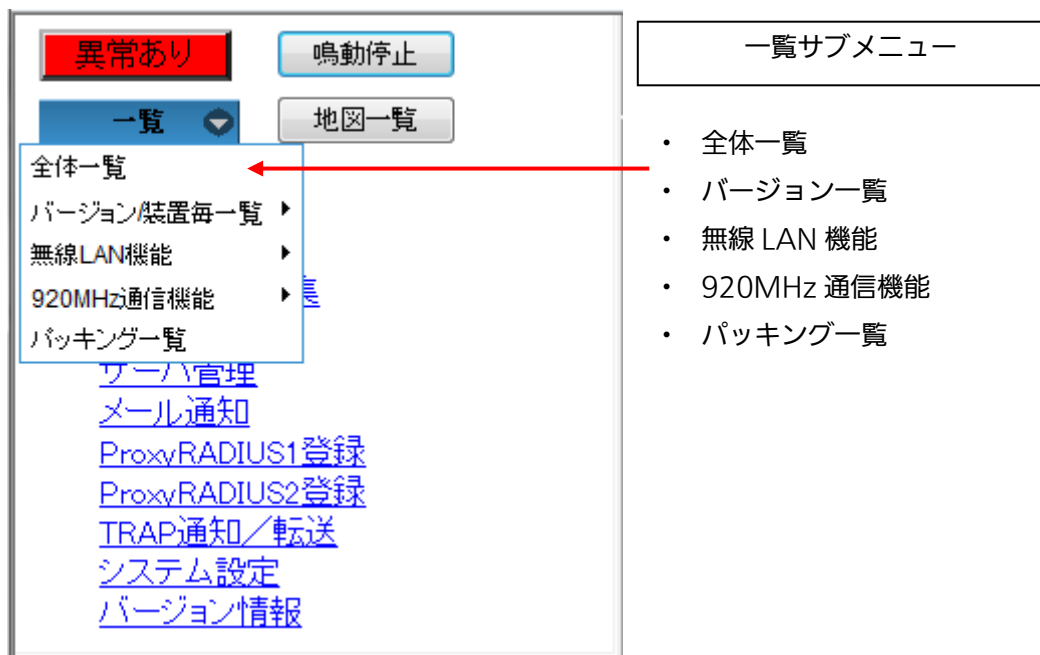 異常あり
鳴動停止
一覧
地図一覧
全体一覧
バージョン/装置毎一覧
無線LAN機能
920MHz通信機能
パッキング一覧
サーバ管理
メール通知
ProxyRADIUS1登録
ProxyRADIUS2登録
TRAP通知／転送
システム設定
バージョン情報
一覧サブメニュー
・ 全体一覧
・ バージョン一覧
・ 無線 LAN 機能
・ 920MHz 通信機能
・ パッキング一覧